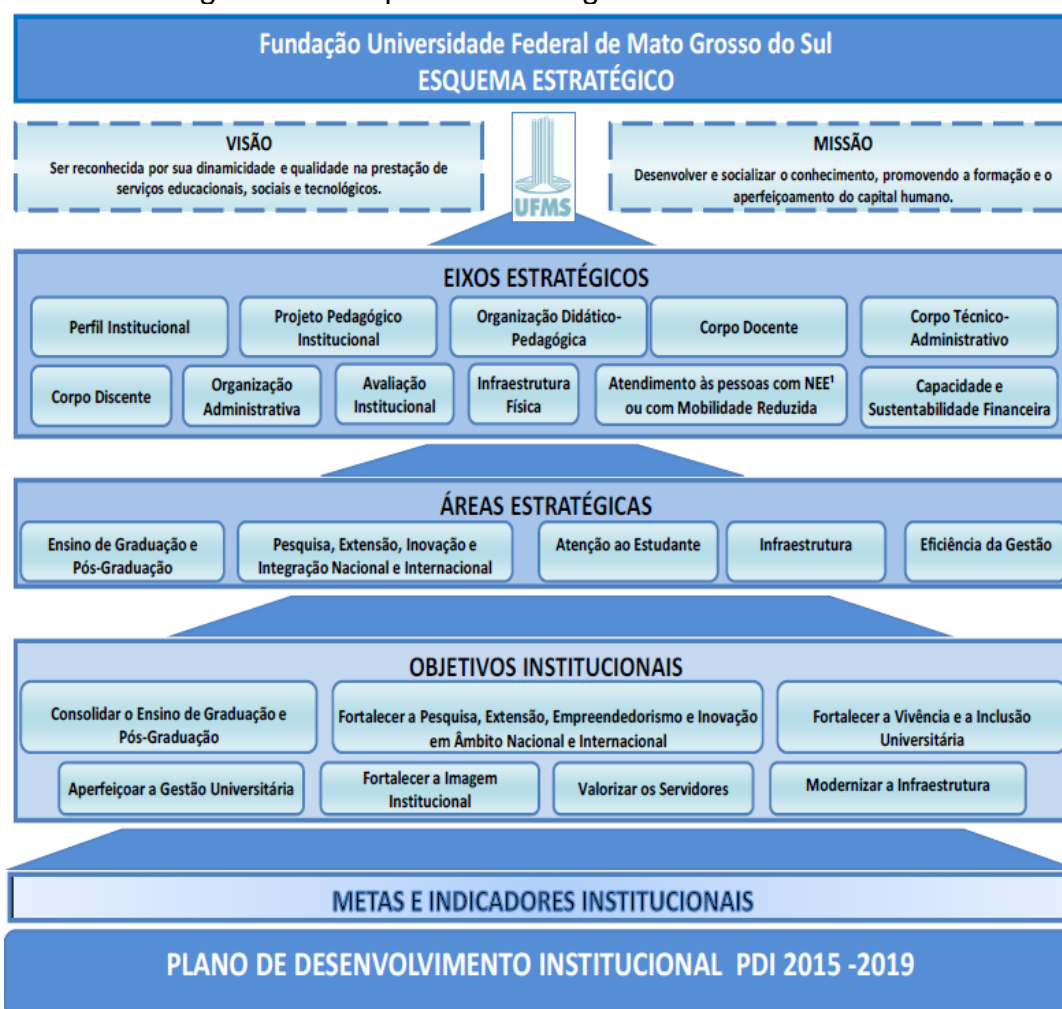 Fundação Universidade Federal de Mato Grosso do Sul
ESQUEMA ESTRATÉGICO
VISÃO
Ser reconhecida por sua dinamicidade e qualidade na prestação de
serviços educacionais, sociais e tecnológicos.
UFMS
MISSÃO
Desenvolver e socializar o conhecimento, promovendo a formação e o
aperfeiçoamento do capital humano.
EIXOS ESTRATÉGICOS
Perfil Institucional
Projeto Pedagógico
Institucional
Organização Didático-
Pedagógica
Corpo Docente
Corpo Técnico-
Administrativo
Corpo Discente
Organização
Administrativa
Avaliação
Institucional
Infraestrutura
Física
Atendimento às pessoas com NEE¹
ou com Mobilidade Reduzida
Capacidade e
Sustentabilidade Financeira
ÁREAS ESTRATÉGICAS
Ensino de Graduação e
Pós-Graduação
Pesquisa, Extensão, Inovação e
Integração Nacional e Internacional
Atenção ao Estudante
Infraestrutura
Eficiência da Gestão
OBJETIVOS INSTITUCIONAIS
Consolidar o Ensino de Graduação e
Pós-Graduação
Fortalecer a Pesquisa, Extensão, Empreendedorismo e Inovação
em Âmbito Nacional e Internacional
Fortalecer a Vivência e a Inclusão
Universitária
Aperfeiçoar a Gestão Universitária
Fortalecer a Imagem
Institucional
Valorizar os Servidores
Modernizar a Infraestrutura
METAS E INDICADORES INSTITUCIONAIS
PLANO DE DESENVOLVIMENTO INSTITUCIONAL PDI 2015 -2019